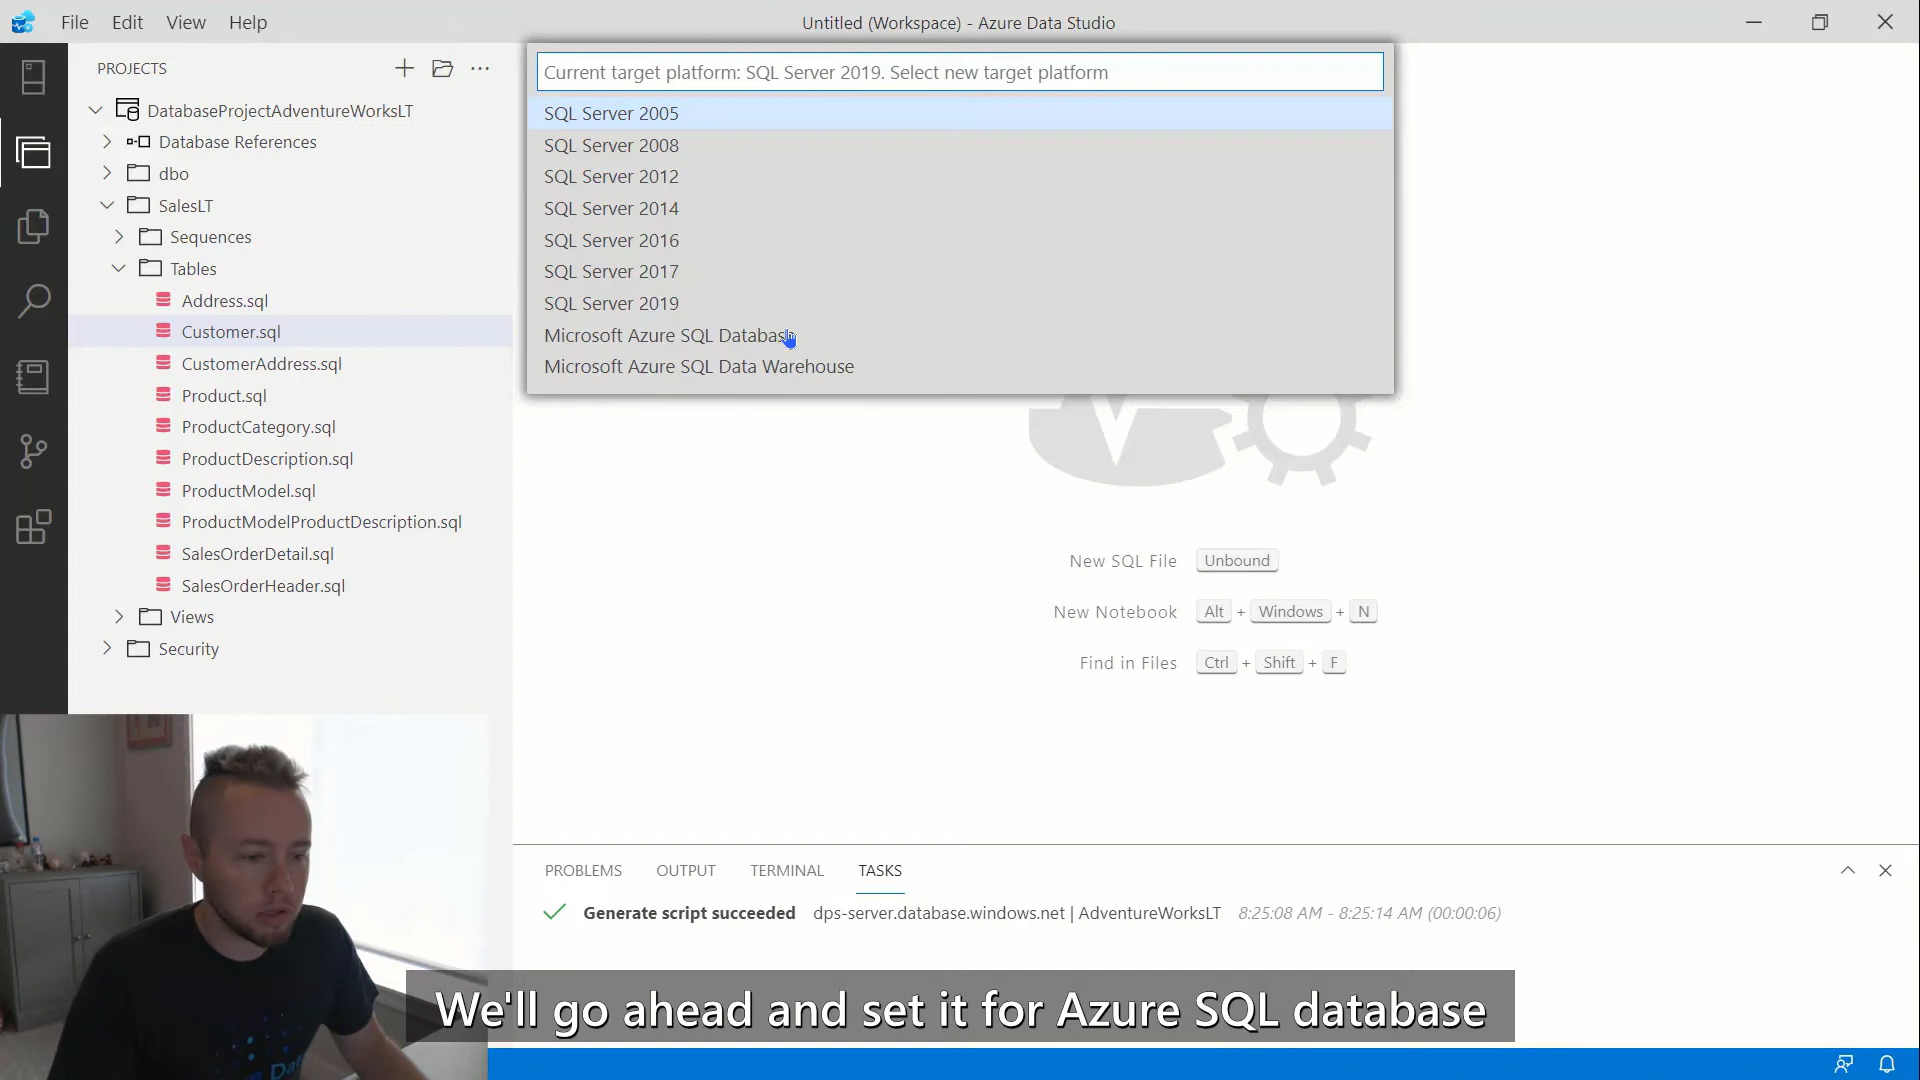 File Edit View Help
Untitled (Workspace) - Azure Data Studio
PROJECTS
DatabaseProjectAdventureWorksLT
Database References
dbo
SalesLT
Sequences
Tables
Address.sql
Customer.sql
CustomerAddress.sql
Product.sql
ProductCategory.sql
ProductDescription.sql
ProductModel.sql
ProductModelProductDescription.sql
SalesOrderDetail.sql
SalesOrderHeader.sql
Views
Security
Current target platform: SQL Server 2019. Select new target platform
SQL Server 2005
SQL Server 2008
SQL Server 2012
SQL Server 2014
SQL Server 2016
SQL Server 2017
SQL Server 2019
Microsoft Azure SQL Database
Microsoft Azure SQL Data Warehouse
New SQL File Unbound
New Notebook Alt + Windows + N
Find in Files Ctrl + Shift + F
PROBLEMS OUTPUT TERMINAL TASKS
Generate script succeeded dps-server.database.windows.net | AdventureWorksLT 8:25:08 AM - 8:25:14 AM (00:00:06)
We'll go ahead and set it for Azure SQL database